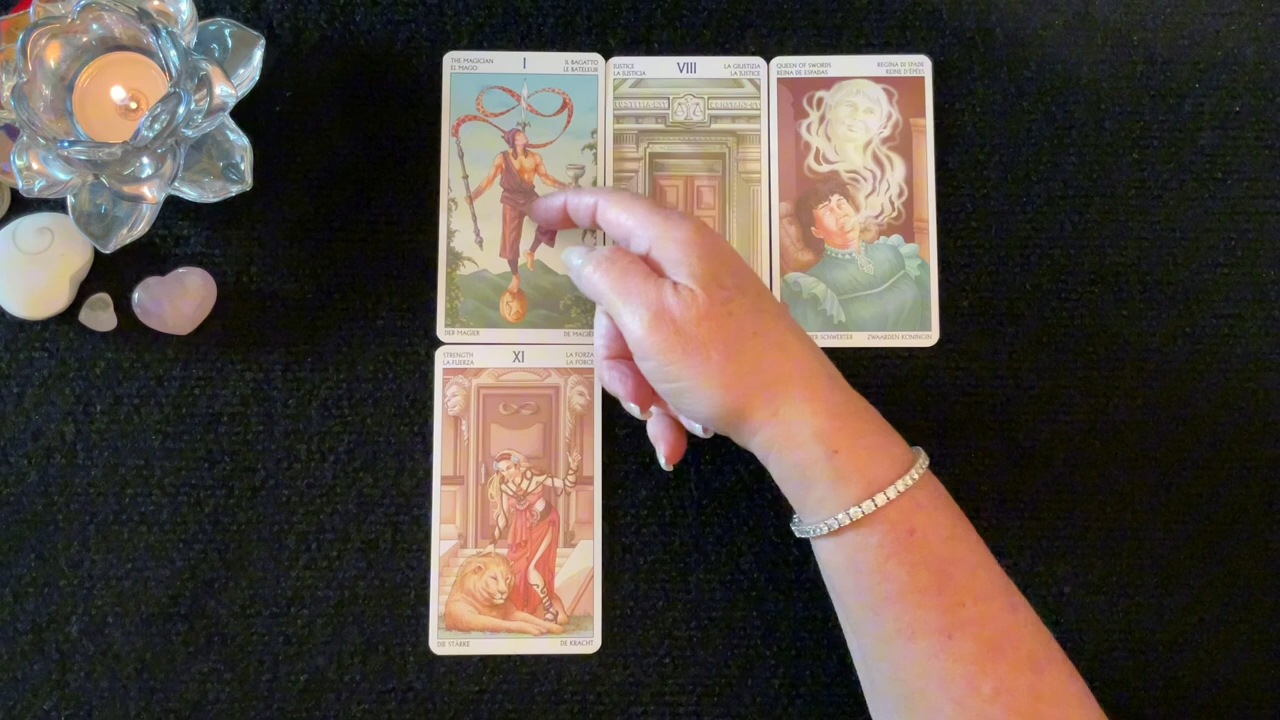 THE MAGICIAN
EL MAGO
I
IL BAGATTO
LE BATELEUR
DER MAGIER
JUSTICE
LA JUSTICIA
VIII
LA GIUSTIZIA
LA JUSTICE
QUEEN OF SWORDS
REINA DE ESPADAS
REGINA DI SPADE
REINE D'ÉPÉES
SCHWERTER
ZWAARDEN KONINGIN
STRENGTH
LA FUERZA
XI
LA FORZA
LA FORCE
DIE STÄRKE
DE KRACHT